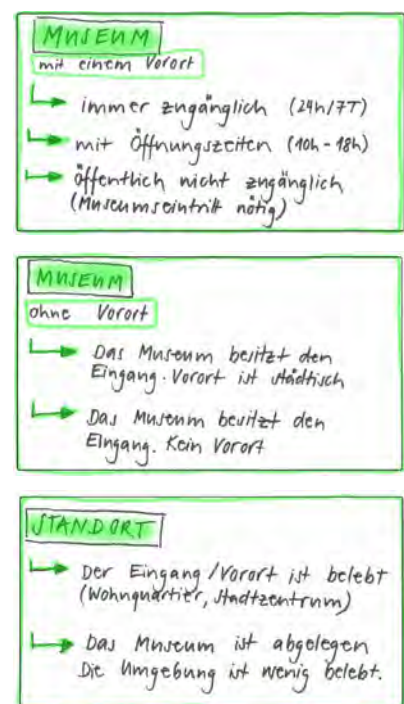 MUSEUM
mit einem Vorort
immer zugänglich (24h/7T)
mit Öffnungszeiten (10h - 18h)
öffentlich nicht zugänglich
(Museumseintritt nötig)
MUSEUM
ohne Vorort
Das Museum besitzt den
Eingang. Vorort ist städtisch
Das Museum besitzt den
Eingang. Kein Vorort
STANDORT
Der Eingang/Vorort ist belebt
(Wohnquartier, Stadtzentrum)
Das Museum ist abgelegen
Die Umgebung ist wenig belebt.